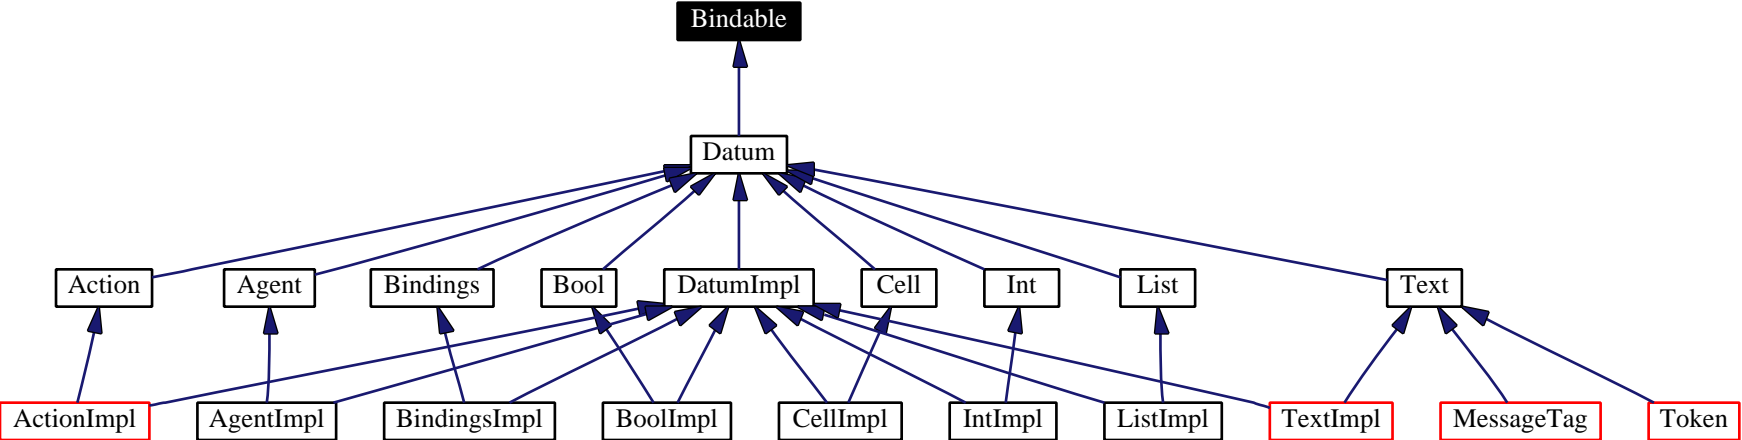 Bindable
Datum
Action Agent Bindings Bool DatumImpl Cell Int List Text
ActionImpl AgentImpl BindingsImpl BoolImpl CellImpl IntImpl ListImpl TextImpl MessageTag Token